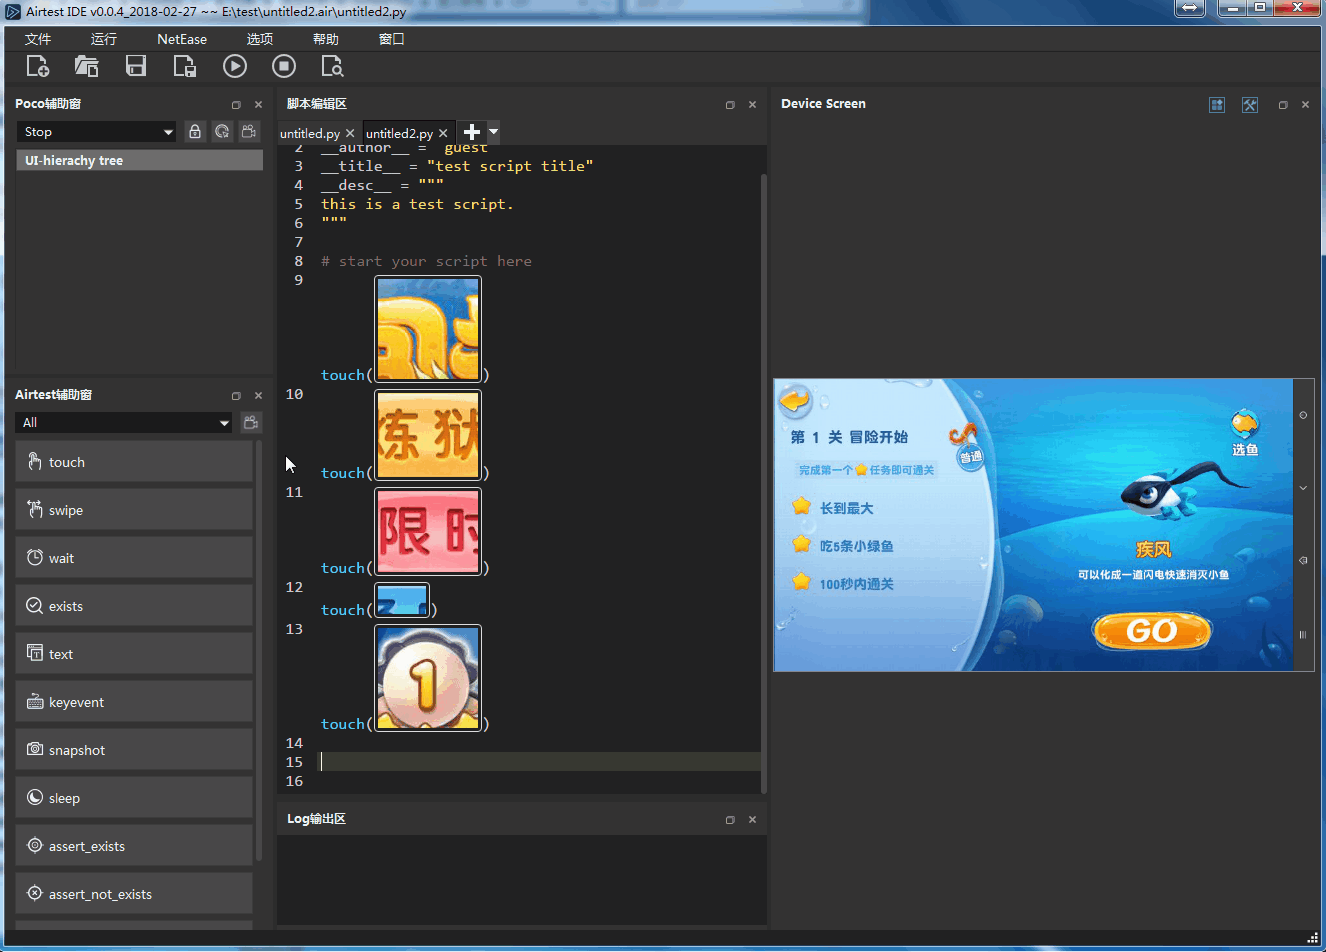 Airtest IDE v0.0.4_2018-02-27 ~~ E:\test\untitled2.air\untitled2.py
文件 运行 NetEase 选项 帮助 窗口
Poco辅助窗
Stop
UI-hierachy tree
Airtest辅助窗
All
touch
swipe
wait
exists
text
keyevent
snapshot
sleep
assert_exists
assert_not_exists
脚本编辑区
untitled.py untitled2.py
2 __author__ = "guest"
3 __title__ = "test script title"
4 __desc__ = """
5 this is a test script.
6 """
7
8 # start your script here
9
touch( )
10 炼狱
touch( )
11 限时
touch( )
12
touch( )
13 1
touch( )
14
15
16
Log输出区
Device Screen
第 1 关 冒险开始
普通
完成第一个任务即可通关
长到最大
吃5条小绿鱼
100秒内通关
选鱼
疾风
可以化成一道闪电快速消灭小鱼
GO